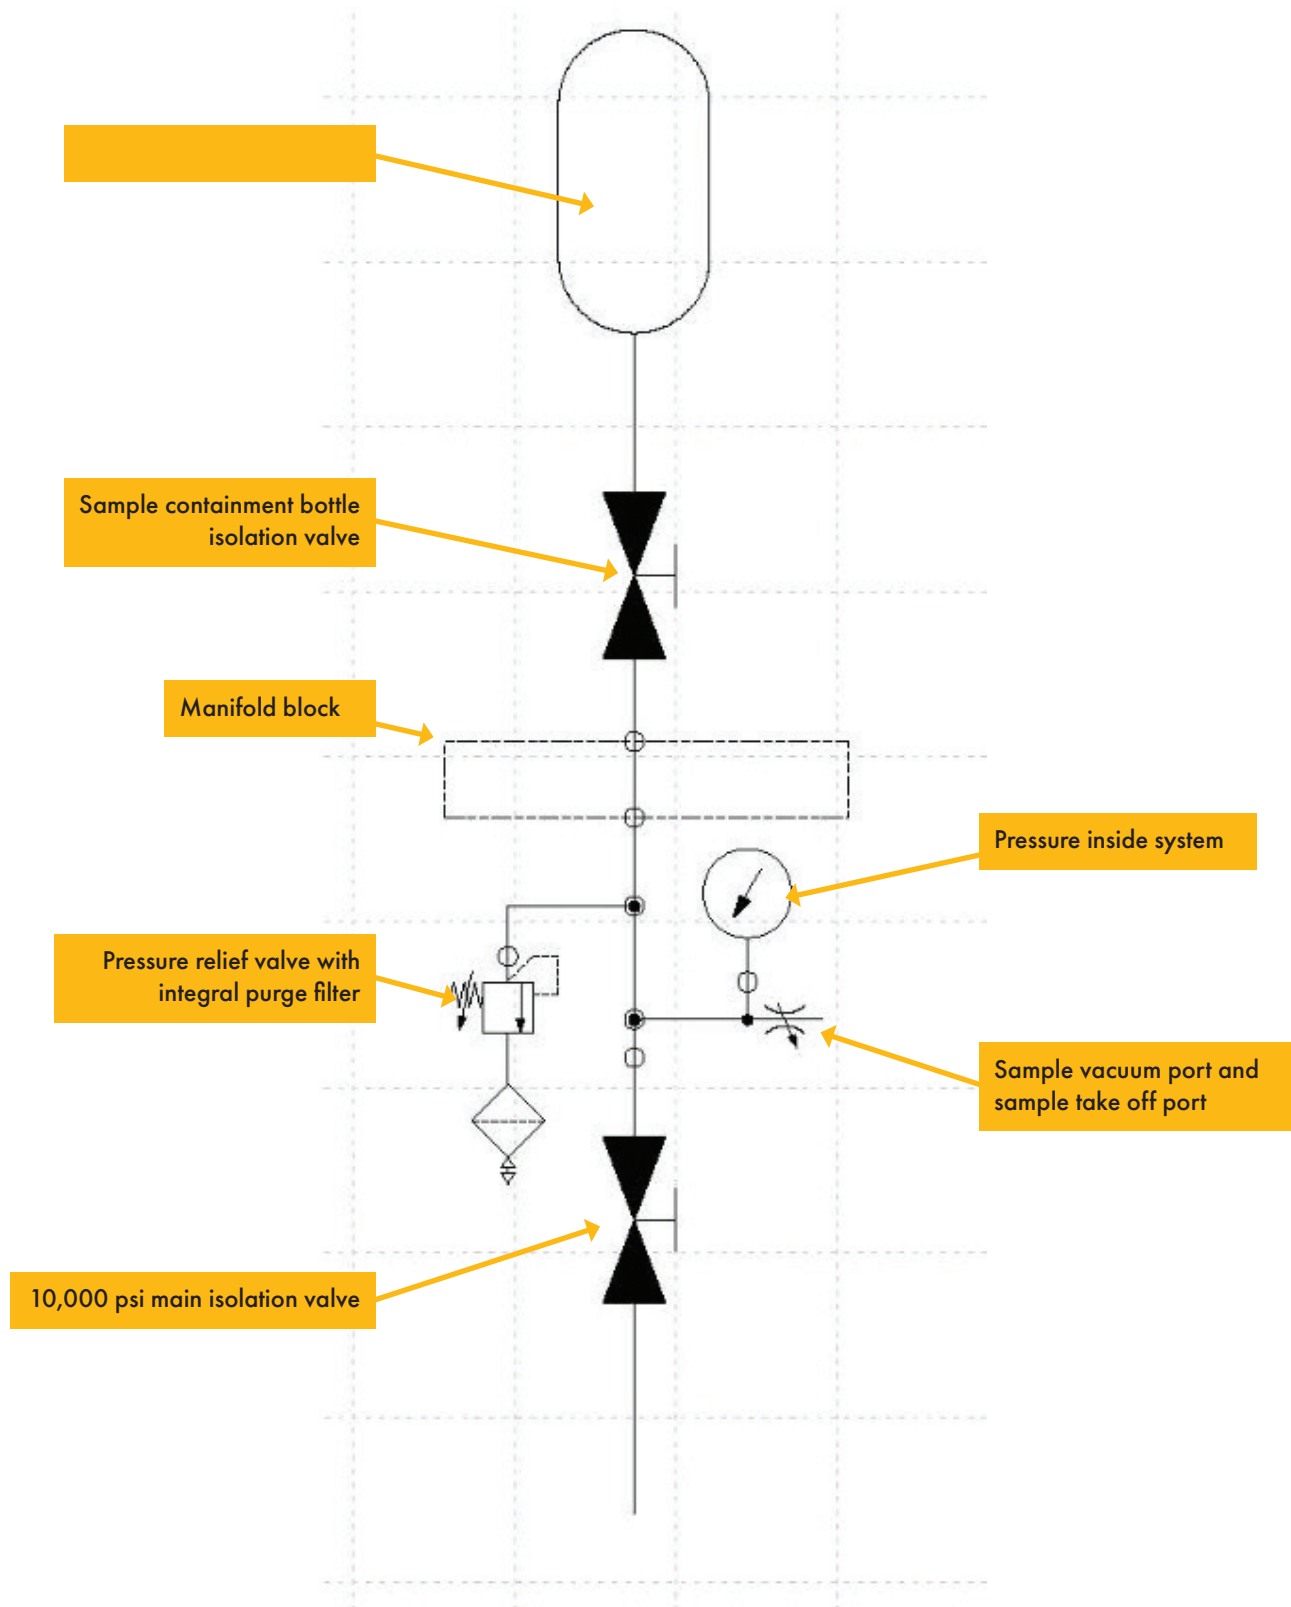 Sample containment bottle
isolation valve
Manifold block
Pressure inside system
Pressure relief valve with
integral purge filter
Sample vacuum port and
sample take off port
10,000 psi main isolation valve